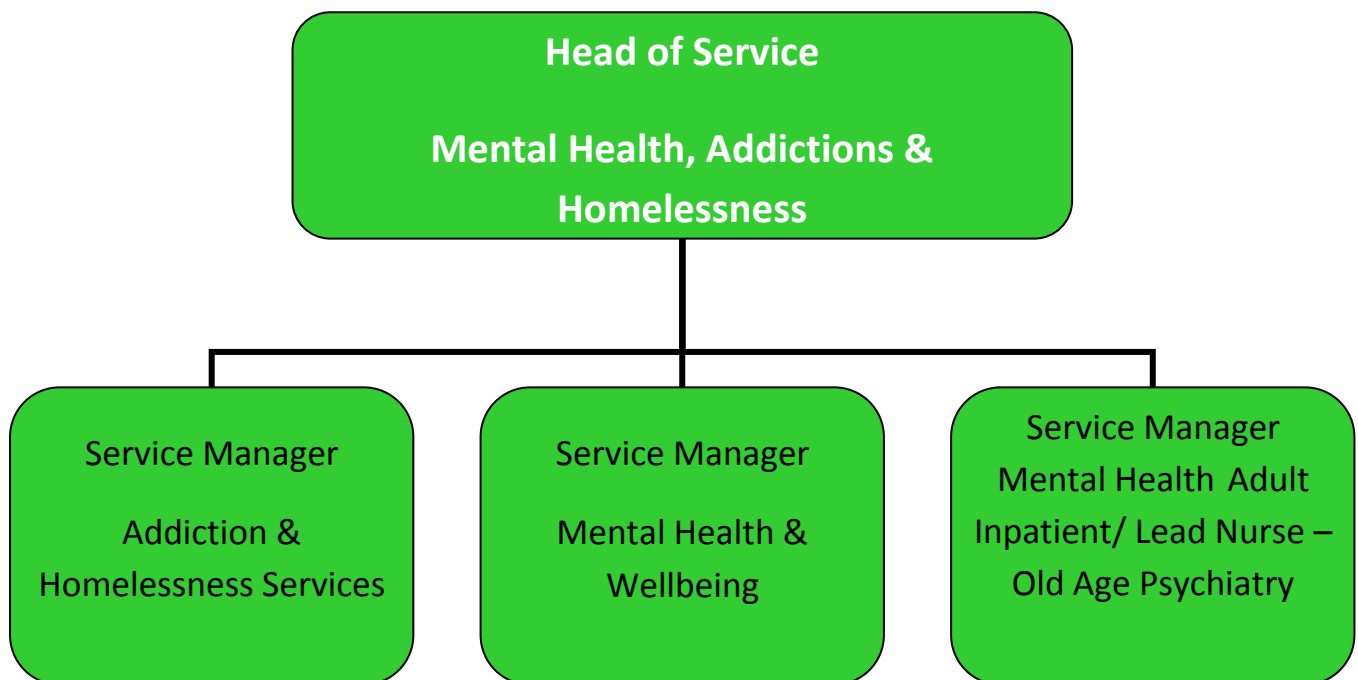 Head of Service
Mental Health, Addictions &
Homelessness
Service Manager
Addiction &
Homelessness Services
Service Manager
Mental Health &
Wellbeing
Service Manager
Mental Health Adult
Inpatient/ Lead Nurse –
Old Age Psychiatry